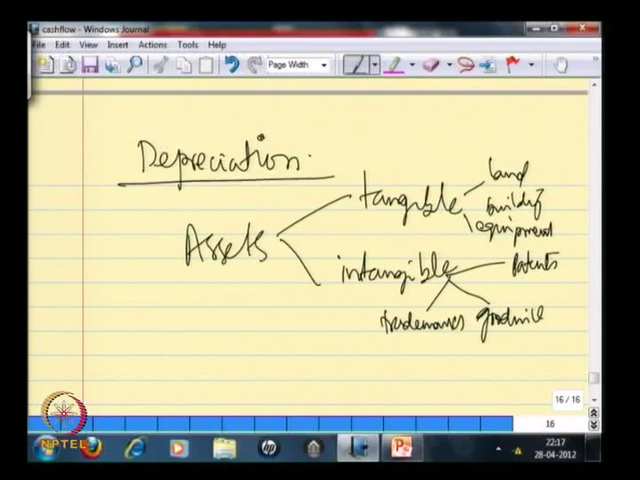 cashflow - Windows Journal
File Edit View Insert Actions Tools Help
Page Width
Depreciation
Assets
tangible
land
building
equipment
intangible
patents
trademarks
goodwill
16 / 16
16
NPTEL
hp
22:17
28-04-2012